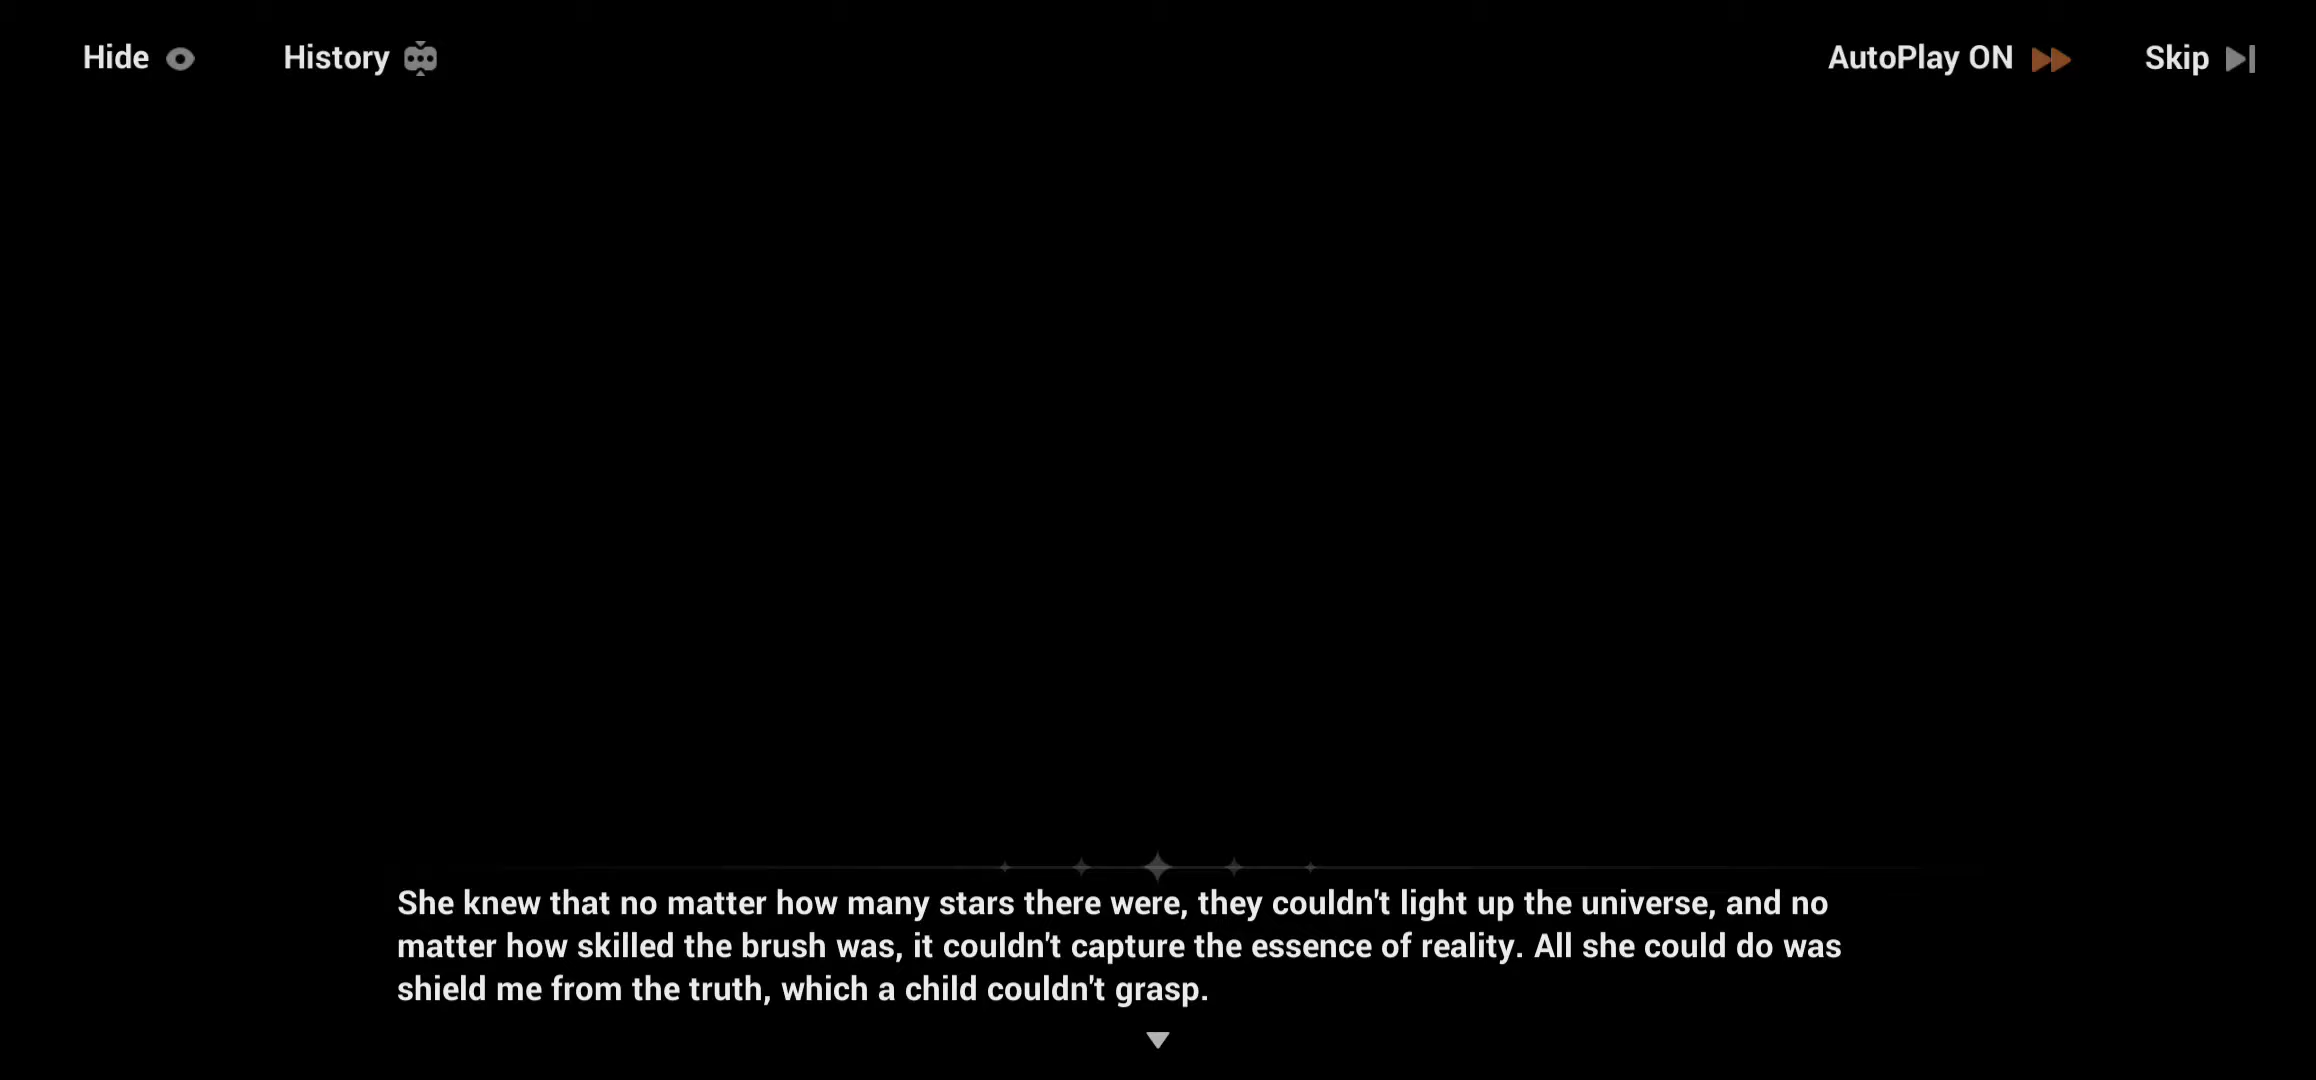 Hide
History
AutoPlay ON
Skip
She knew that no matter how many stars there were, they couldn't light up the universe, and no
matter how skilled the brush was, it couldn't capture the essence of reality. All she could do was
shield me from the truth, which a child couldn't grasp.